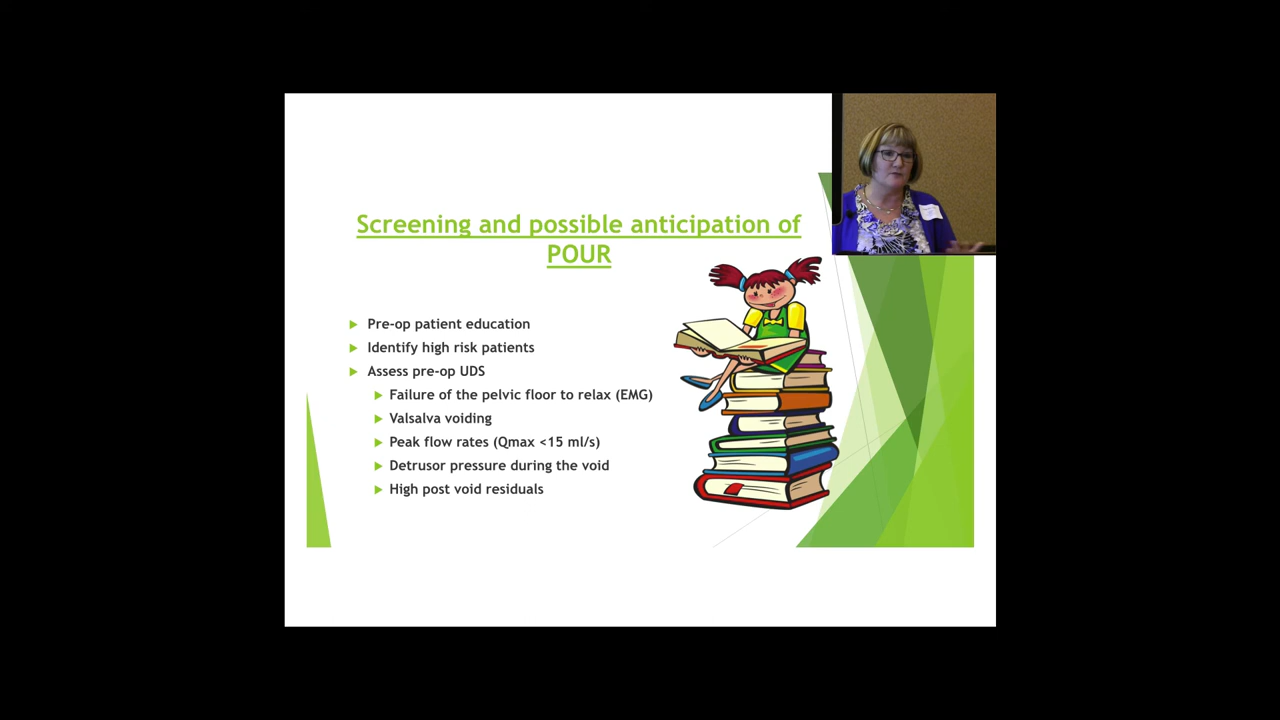 Screening and possible anticipation of
POUR
Pre-op patient education
Identify high risk patients
Assess pre-op UDS
Failure of the pelvic floor to relax (EMG)
Valsalva voiding
Peak flow rates (Qmax <15 ml/s)
Detrusor pressure during the void
High post void residuals